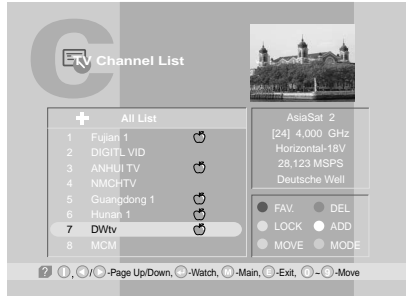 TV Channel List
All List
1 Fujian 1
2 DIGITL VID
3 ANHUI TV
4 NMCHTV
5 Guangdong 1
6 Hunan 1
7 DWtv
8 MCM
AsiaSat 2
[24] 4,000 GHz
Horizontal-18V
28,123 MSPS
Deutsche Well
FAV. DEL
LOCK ADD
MOVE MODE
? , / -Page Up/Down, -Watch, M-Main, E-Exit, 0~9-Move